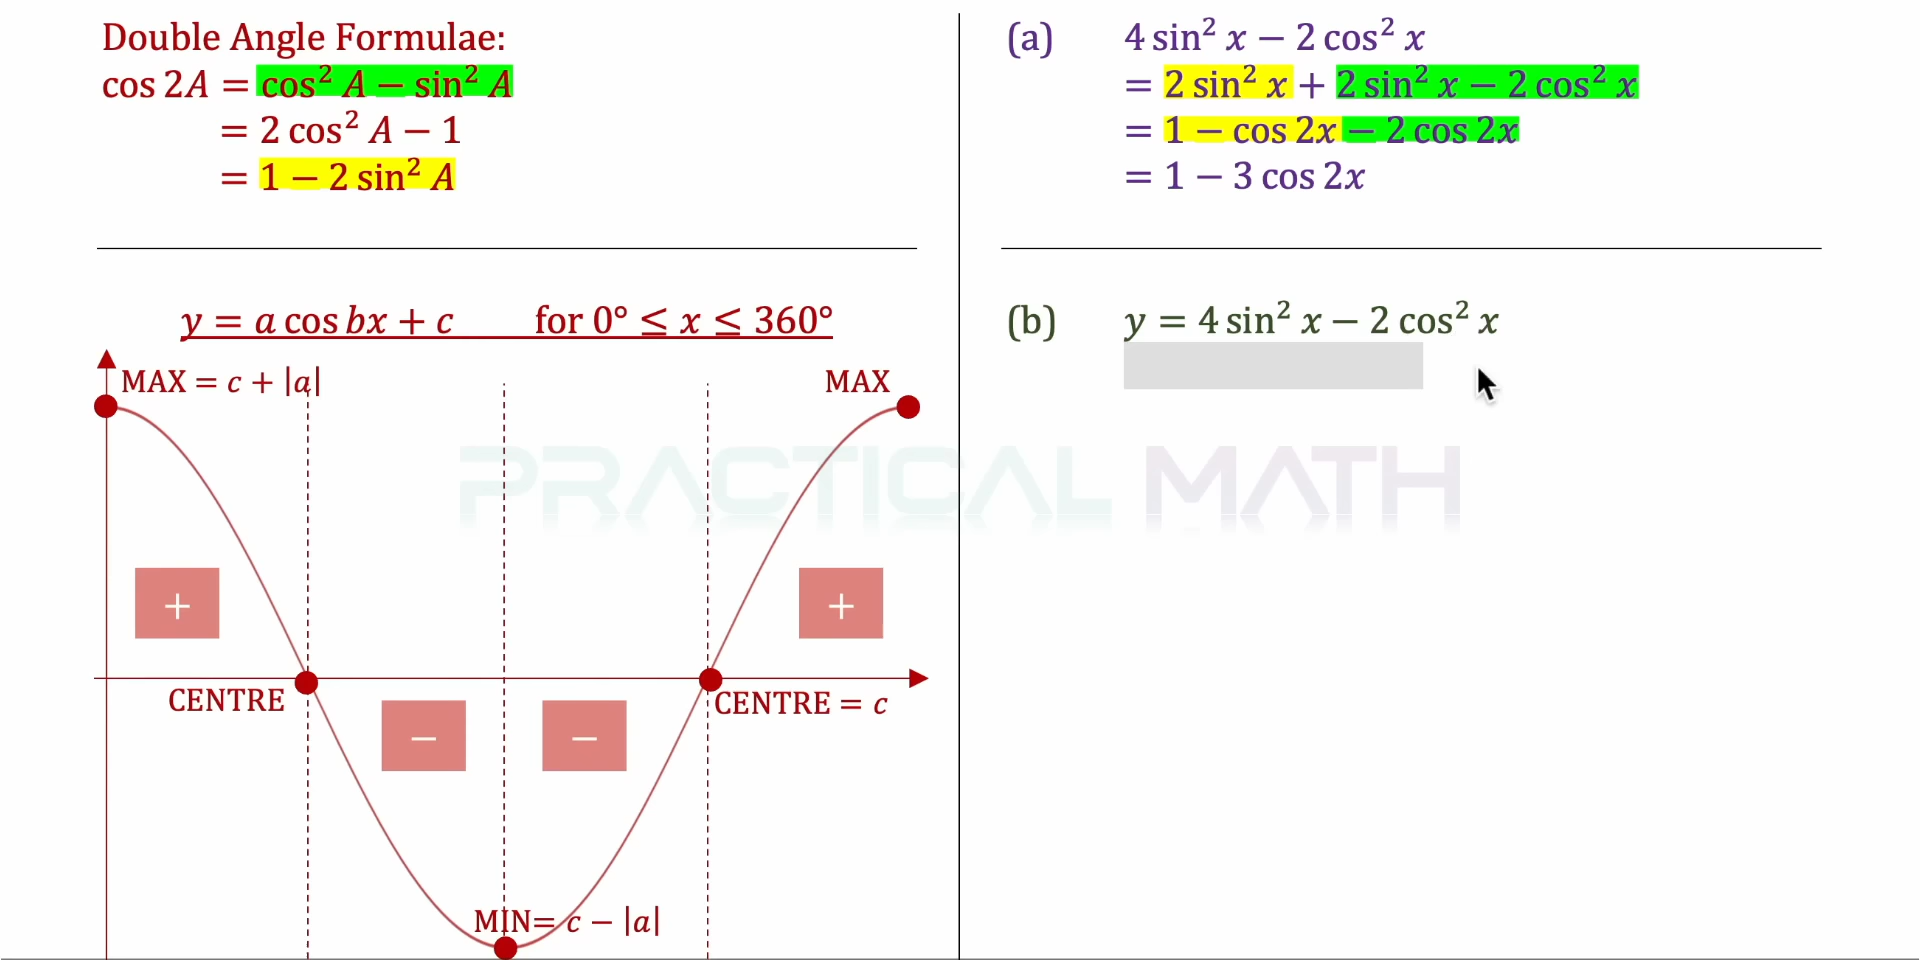 Double Angle Formulae:
cos 2A = cos² A − sin² A
= 2 cos² A − 1
= 1 − 2 sin² A
y = a cos bx + c for 0° ≤ x ≤ 360°
MAX = c + |a|
MAX
+
+
CENTRE
CENTRE = c
−
−
MIN= c − |a|
(a) 4 sin² x − 2 cos² x
= 2 sin² x + 2 sin² x − 2 cos² x
= 1 − cos 2x − 2 cos 2x
= 1 − 3 cos 2x
(b) y = 4 sin² x − 2 cos² x
PRACTICAL MATH